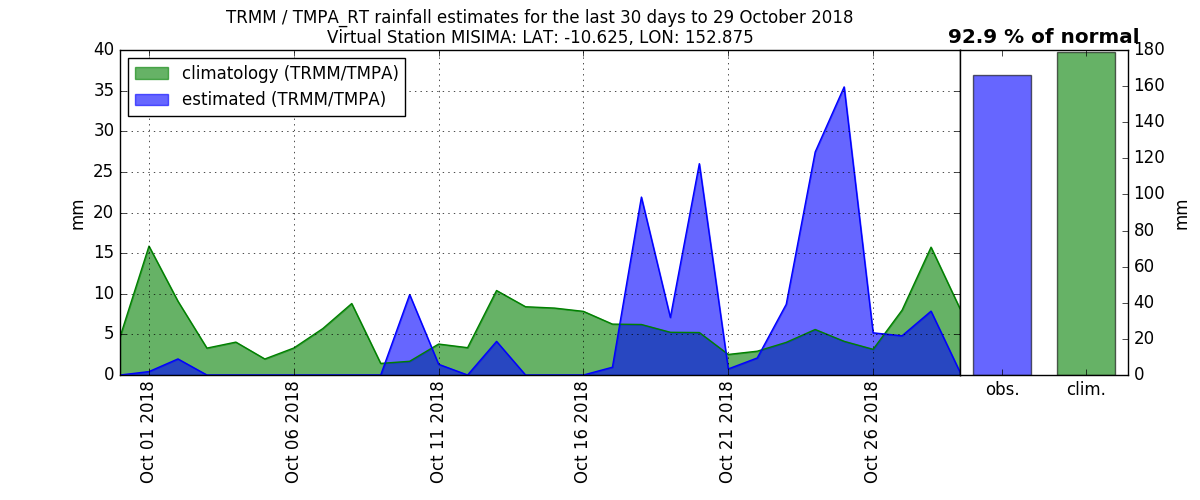 TRMM / TMPA_RT rainfall estimates for the last 30 days to 29 October 2018
Virtual Station MISIMA: LAT: -10.625, LON: 152.875
92.9 % of normal
climatology (TRMM/TMPA)
estimated (TRMM/TMPA)
mm
40
35
30
25
20
15
10
5
0
Oct 01 2018
Oct 06 2018
Oct 11 2018
Oct 16 2018
Oct 21 2018
Oct 26 2018
obs.
clim.
180
160
140
120
100
80
60
40
20
0
mm